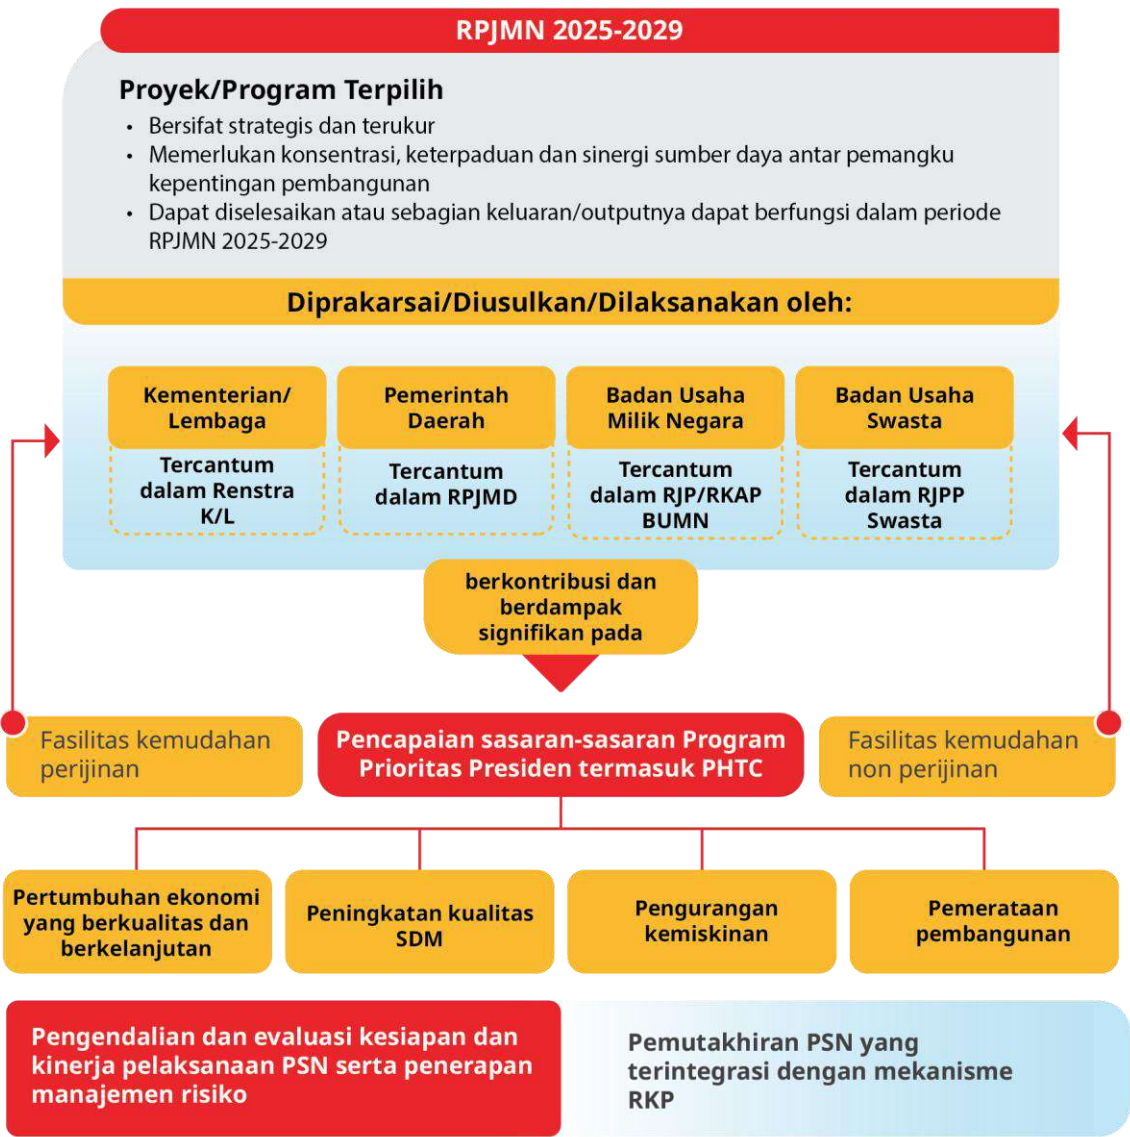 RPJMN 2025-2029
Proyek/Program Terpilih
• Bersifat strategis dan terukur
• Memerlukan konsentrasi, keterpaduan dan sinergi sumber daya antar pemangku
kepentingan pembangunan
• Dapat diselesaikan atau sebagian keluaran/outputnya dapat berfungsi dalam periode
RPJMN 2025-2029
Diprakarsai/Diusulkan/Dilaksanakan oleh:
Kementerian/
Lembaga
Tercantum
dalam Renstra
K/L
Pemerintah
Daerah
Tercantum
dalam RPJMD
Badan Usaha
Milik Negara
Tercantum
dalam RJP/RKAP
BUMN
Badan Usaha
Swasta
Tercantum
dalam RJPP
Swasta
berkontribusi dan
berdampak
signifikan pada
Fasilitas kemudahan
perijinan
Pencapaian sasaran-sasaran Program
Prioritas Presiden termasuk PHTC
Fasilitas kemudahan
non perijinan
Pertumbuhan ekonomi
yang berkualitas dan
berkelanjutan
Peningkatan kualitas
SDM
Pengurangan
kemiskinan
Pemerataan
pembangunan
Pengendalian dan evaluasi kesiapan dan
kinerja pelaksanaan PSN serta penerapan
manajemen risiko
Pemutakhiran PSN yang
terintegrasi dengan mekanisme
RKP